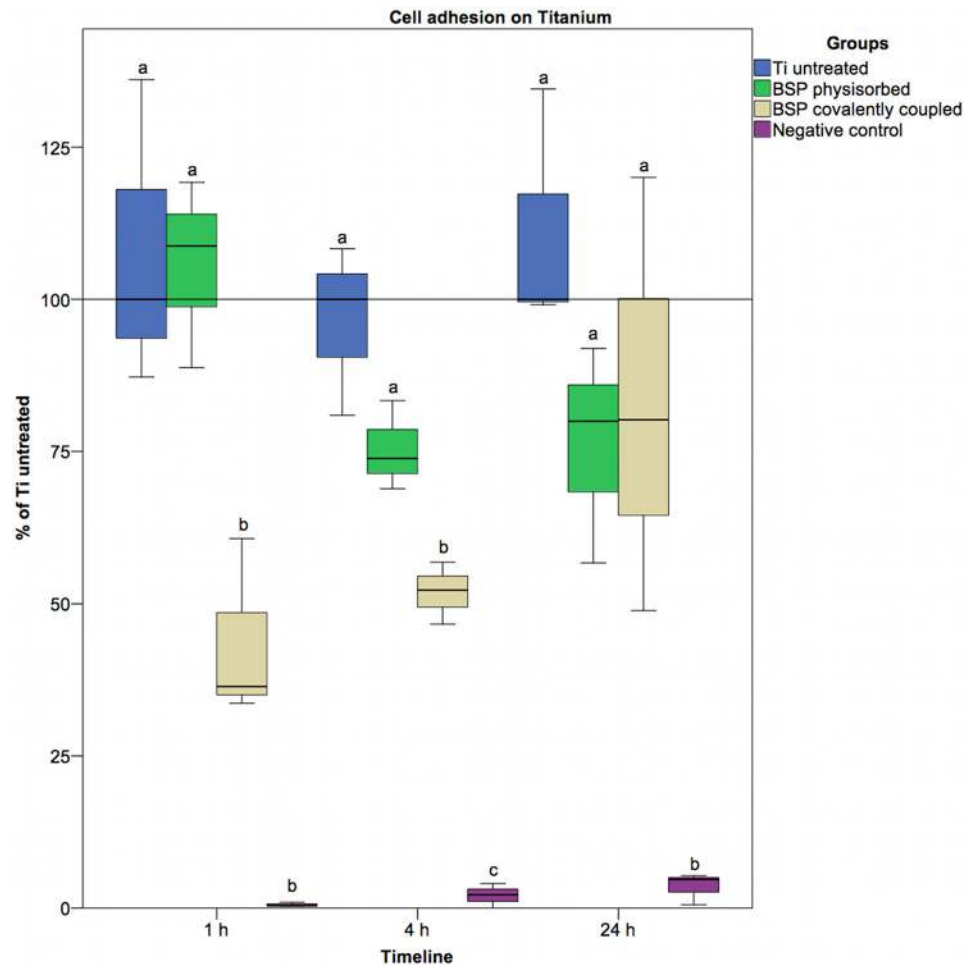 Cell adhesion on Titanium
Groups
Ti untreated
BSP physisorbed
BSP covalently coupled
Negative control
% of Ti untreated
125
100
75
50
25
0
a
a
b
b
a
a
b
c
a
a
a
b
1 h
4 h
24 h
Timeline